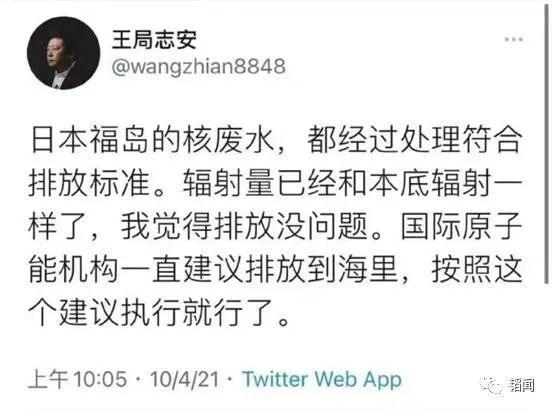 王局志安
@wangzhian8848
日本福岛的核废水，都经过处理符合
排放标准。辐射量已经和本底辐射一
样了，我觉得排放没问题。国际原子
能机构一直建议排放到海里，按照这
个建议执行就行了。
上午 10:05 · 10/4/21 · Twitter Web App
韬闻